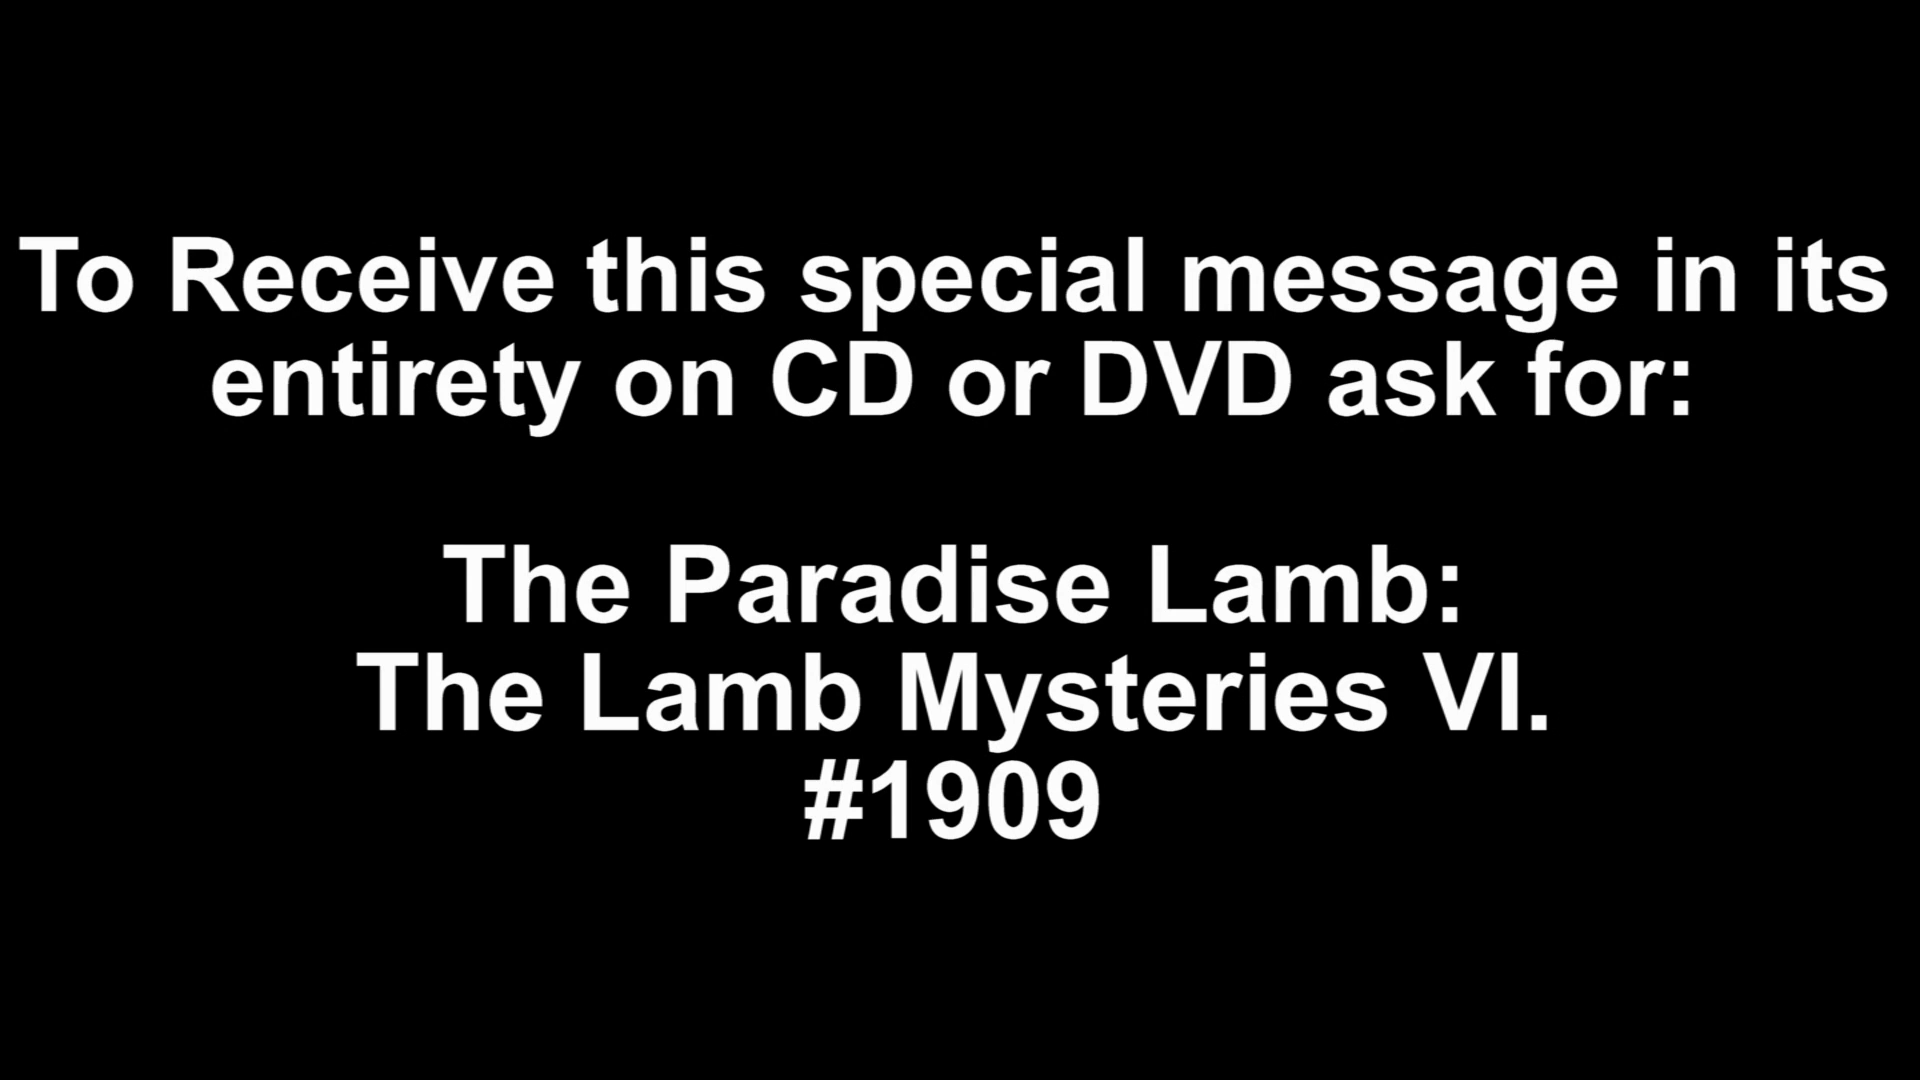 To Receive this special message in its
entirety on CD or DVD ask for:
The Paradise Lamb:
The Lamb Mysteries VI.
#1909